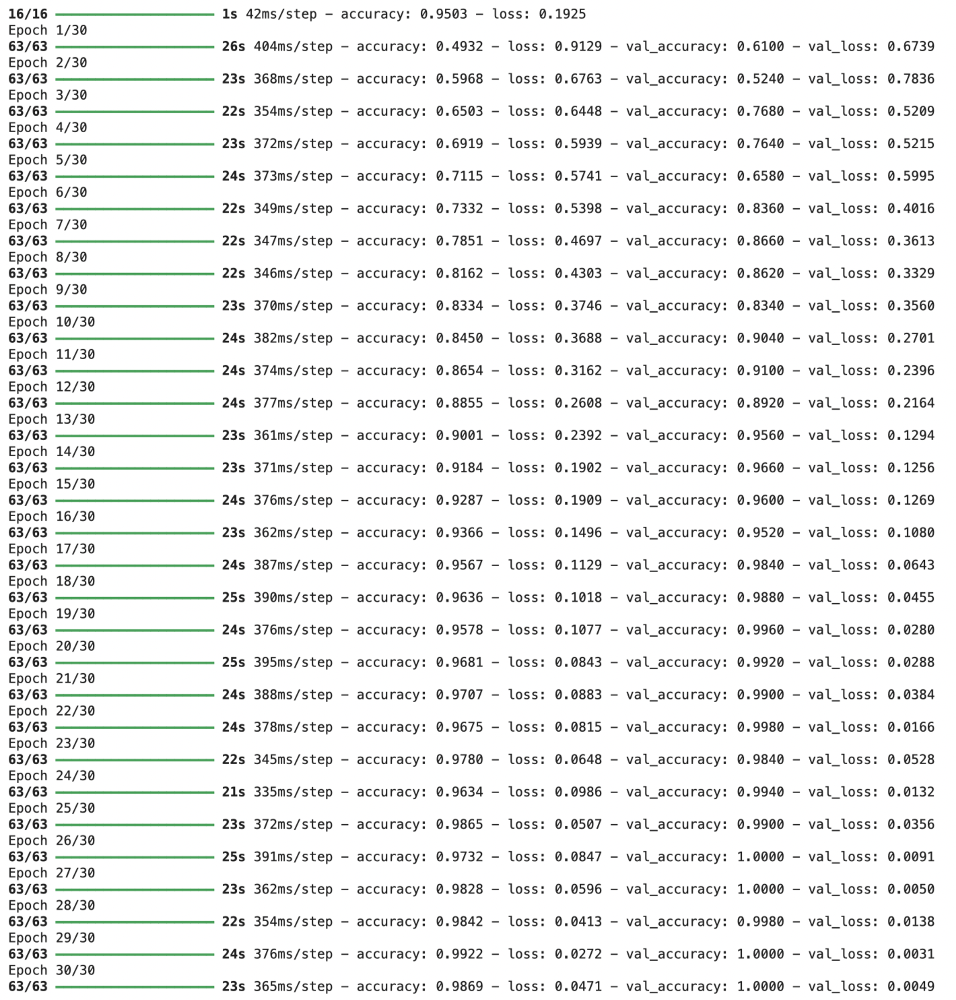 16/16 ━━━━━━━━━━━━━━━━━━━━ 1s 42ms/step - accuracy: 0.9503 - loss: 0.1925
Epoch 1/30
63/63 ━━━━━━━━━━━━━━━━━━━━ 26s 404ms/step - accuracy: 0.4932 - loss: 0.9129 - val_accuracy: 0.6100 - val_loss: 0.6739
Epoch 2/30
63/63 ━━━━━━━━━━━━━━━━━━━━ 23s 368ms/step - accuracy: 0.5968 - loss: 0.6763 - val_accuracy: 0.5240 - val_loss: 0.7836
Epoch 3/30
63/63 ━━━━━━━━━━━━━━━━━━━━ 22s 354ms/step - accuracy: 0.6503 - loss: 0.6448 - val_accuracy: 0.7680 - val_loss: 0.5209
Epoch 4/30
63/63 ━━━━━━━━━━━━━━━━━━━━ 23s 372ms/step - accuracy: 0.6919 - loss: 0.5939 - val_accuracy: 0.7640 - val_loss: 0.5215
Epoch 5/30
63/63 ━━━━━━━━━━━━━━━━━━━━ 24s 373ms/step - accuracy: 0.7115 - loss: 0.5741 - val_accuracy: 0.6580 - val_loss: 0.5995
Epoch 6/30
63/63 ━━━━━━━━━━━━━━━━━━━━ 22s 349ms/step - accuracy: 0.7332 - loss: 0.5398 - val_accuracy: 0.8360 - val_loss: 0.4016
Epoch 7/30
63/63 ━━━━━━━━━━━━━━━━━━━━ 22s 347ms/step - accuracy: 0.7851 - loss: 0.4697 - val_accuracy: 0.8660 - val_loss: 0.3613
Epoch 8/30
63/63 ━━━━━━━━━━━━━━━━━━━━ 22s 346ms/step - accuracy: 0.8162 - loss: 0.4303 - val_accuracy: 0.8620 - val_loss: 0.3329
Epoch 9/30
63/63 ━━━━━━━━━━━━━━━━━━━━ 23s 370ms/step - accuracy: 0.8334 - loss: 0.3746 - val_accuracy: 0.8340 - val_loss: 0.3560
Epoch 10/30
63/63 ━━━━━━━━━━━━━━━━━━━━ 24s 382ms/step - accuracy: 0.8450 - loss: 0.3688 - val_accuracy: 0.9040 - val_loss: 0.2701
Epoch 11/30
63/63 ━━━━━━━━━━━━━━━━━━━━ 24s 374ms/step - accuracy: 0.8654 - loss: 0.3162 - val_accuracy: 0.9100 - val_loss: 0.2396
Epoch 12/30
63/63 ━━━━━━━━━━━━━━━━━━━━ 24s 377ms/step - accuracy: 0.8855 - loss: 0.2608 - val_accuracy: 0.8920 - val_loss: 0.2164
Epoch 13/30
63/63 ━━━━━━━━━━━━━━━━━━━━ 23s 361ms/step - accuracy: 0.9001 - loss: 0.2392 - val_accuracy: 0.9560 - val_loss: 0.1294
Epoch 14/30
63/63 ━━━━━━━━━━━━━━━━━━━━ 23s 371ms/step - accuracy: 0.9184 - loss: 0.1902 - val_accuracy: 0.9660 - val_loss: 0.1256
Epoch 15/30
63/63 ━━━━━━━━━━━━━━━━━━━━ 24s 376ms/step - accuracy: 0.9287 - loss: 0.1909 - val_accuracy: 0.9600 - val_loss: 0.1269
Epoch 16/30
63/63 ━━━━━━━━━━━━━━━━━━━━ 23s 362ms/step - accuracy: 0.9366 - loss: 0.1496 - val_accuracy: 0.9520 - val_loss: 0.1080
Epoch 17/30
63/63 ━━━━━━━━━━━━━━━━━━━━ 24s 387ms/step - accuracy: 0.9567 - loss: 0.1129 - val_accuracy: 0.9840 - val_loss: 0.0643
Epoch 18/30
63/63 ━━━━━━━━━━━━━━━━━━━━ 25s 390ms/step - accuracy: 0.9636 - loss: 0.1018 - val_accuracy: 0.9880 - val_loss: 0.0455
Epoch 19/30
63/63 ━━━━━━━━━━━━━━━━━━━━ 24s 376ms/step - accuracy: 0.9578 - loss: 0.1077 - val_accuracy: 0.9960 - val_loss: 0.0280
Epoch 20/30
63/63 ━━━━━━━━━━━━━━━━━━━━ 25s 395ms/step - accuracy: 0.9681 - loss: 0.0843 - val_accuracy: 0.9920 - val_loss: 0.0288
Epoch 21/30
63/63 ━━━━━━━━━━━━━━━━━━━━ 24s 388ms/step - accuracy: 0.9707 - loss: 0.0883 - val_accuracy: 0.9900 - val_loss: 0.0384
Epoch 22/30
63/63 ━━━━━━━━━━━━━━━━━━━━ 24s 378ms/step - accuracy: 0.9675 - loss: 0.0815 - val_accuracy: 0.9980 - val_loss: 0.0166
Epoch 23/30
63/63 ━━━━━━━━━━━━━━━━━━━━ 22s 345ms/step - accuracy: 0.9780 - loss: 0.0648 - val_accuracy: 0.9840 - val_loss: 0.0528
Epoch 24/30
63/63 ━━━━━━━━━━━━━━━━━━━━ 21s 335ms/step - accuracy: 0.9634 - loss: 0.0986 - val_accuracy: 0.9940 - val_loss: 0.0132
Epoch 25/30
63/63 ━━━━━━━━━━━━━━━━━━━━ 23s 372ms/step - accuracy: 0.9865 - loss: 0.0507 - val_accuracy: 0.9900 - val_loss: 0.0356
Epoch 26/30
63/63 ━━━━━━━━━━━━━━━━━━━━ 25s 391ms/step - accuracy: 0.9732 - loss: 0.0847 - val_accuracy: 1.0000 - val_loss: 0.0091
Epoch 27/30
63/63 ━━━━━━━━━━━━━━━━━━━━ 23s 362ms/step - accuracy: 0.9828 - loss: 0.0596 - val_accuracy: 1.0000 - val_loss: 0.0050
Epoch 28/30
63/63 ━━━━━━━━━━━━━━━━━━━━ 22s 354ms/step - accuracy: 0.9842 - loss: 0.0413 - val_accuracy: 0.9980 - val_loss: 0.0138
Epoch 29/30
63/63 ━━━━━━━━━━━━━━━━━━━━ 24s 376ms/step - accuracy: 0.9922 - loss: 0.0272 - val_accuracy: 1.0000 - val_loss: 0.0031
Epoch 30/30
63/63 ━━━━━━━━━━━━━━━━━━━━ 23s 365ms/step - accuracy: 0.9869 - loss: 0.0471 - val_accuracy: 1.0000 - val_loss: 0.0049